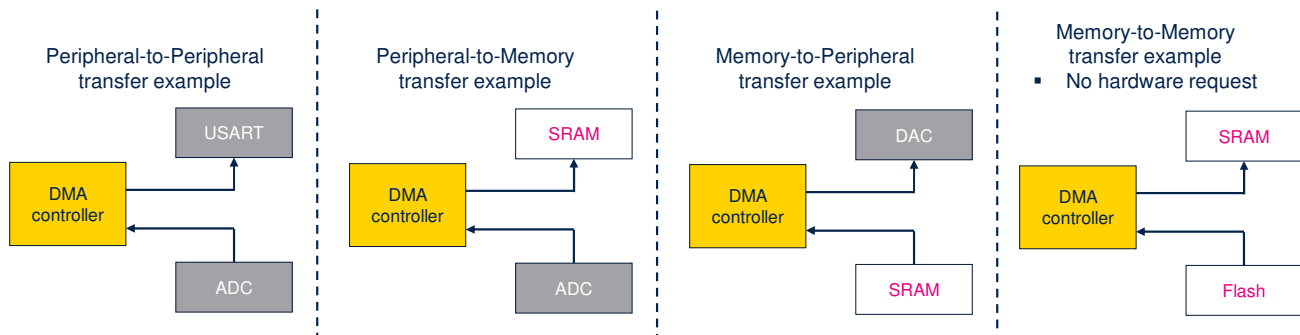 Peripheral-to-Peripheral
transfer example
USART
DMA
controller
ADC
Peripheral-to-Memory
transfer example
SRAM
DMA
controller
ADC
Memory-to-Peripheral
transfer example
DAC
DMA
controller
SRAM
Memory-to-Memory
transfer example
▪ No hardware request
SRAM
DMA
controller
Flash